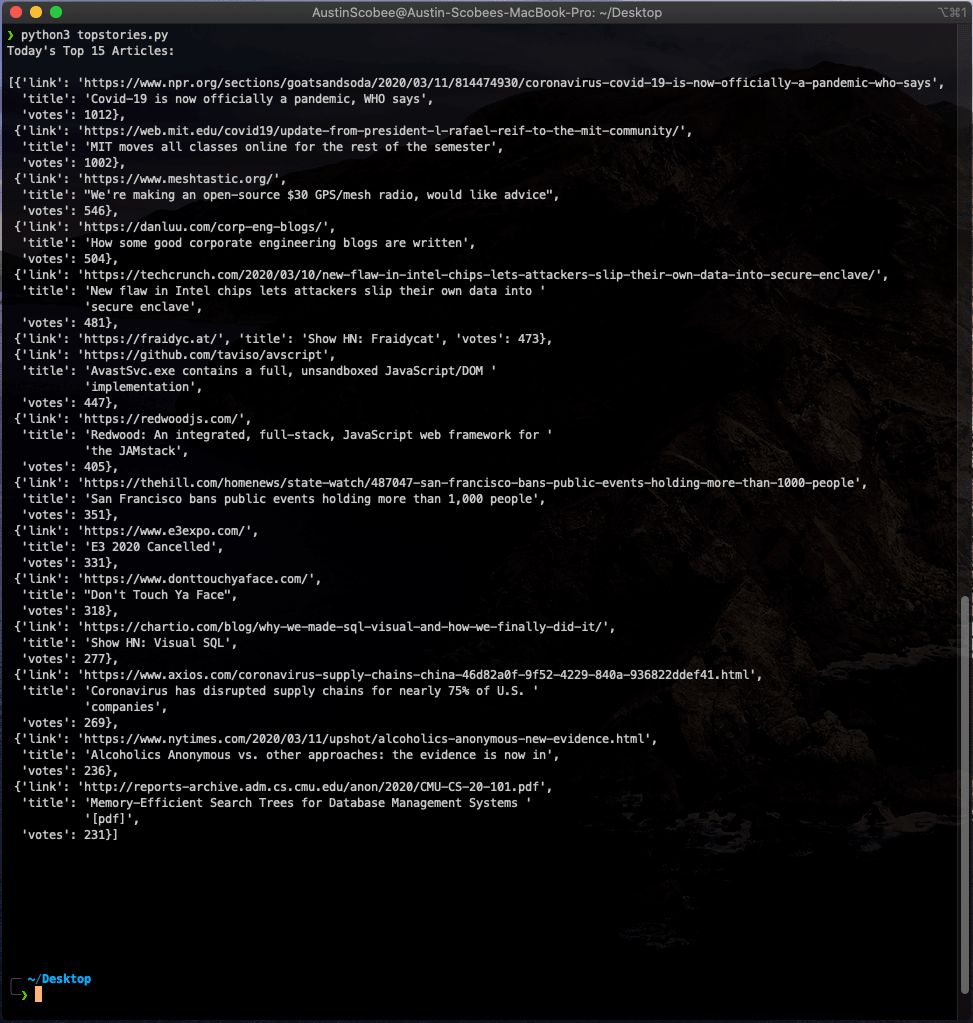 AustinScobee@Austin-Scobees-MacBook-Pro: ~/Desktop
⌥⌘1
❯ python3 topstories.py
Today's Top 15 Articles:

[{'link': 'https://www.npr.org/sections/goatsandsoda/2020/03/11/814474930/coronavirus-covid-19-is-now-officially-a-pandemic-who-says',
  'title': 'Covid-19 is now officially a pandemic, WHO says',
  'votes': 1012},
 {'link': 'https://web.mit.edu/covid19/update-from-president-l-rafael-reif-to-the-mit-community/',
  'title': 'MIT moves all classes online for the rest of the semester',
  'votes': 1002},
 {'link': 'https://www.meshtastic.org/',
  'title': "We're making an open-source $30 GPS/mesh radio, would like advice",
  'votes': 546},
 {'link': 'https://danluu.com/corp-eng-blogs/',
  'title': 'How some good corporate engineering blogs are written',
  'votes': 504},
 {'link': 'https://techcrunch.com/2020/03/10/new-flaw-in-intel-chips-lets-attackers-slip-their-own-data-into-secure-enclave/',
  'title': 'New flaw in Intel chips lets attackers slip their own data into '
           'secure enclave',
  'votes': 481},
 {'link': 'https://fraidyc.at/', 'title': 'Show HN: Fraidycat', 'votes': 473},
 {'link': 'https://github.com/taviso/avscript',
  'title': 'AvastSvc.exe contains a full, unsandboxed JavaScript/DOM '
           'implementation',
  'votes': 447},
 {'link': 'https://redwoodjs.com/',
  'title': 'Redwood: An integrated, full-stack, JavaScript web framework for '
           'the JAMstack',
  'votes': 405},
 {'link': 'https://thehill.com/homenews/state-watch/487047-san-francisco-bans-public-events-holding-more-than-1000-people',
  'title': 'San Francisco bans public events holding more than 1,000 people',
  'votes': 351},
 {'link': 'https://www.e3expo.com/',
  'title': 'E3 2020 Cancelled',
  'votes': 331},
 {'link': 'https://www.donttouchyaface.com/',
  'title': "Don't Touch Ya Face",
  'votes': 318},
 {'link': 'https://chartio.com/blog/why-we-made-sql-visual-and-how-we-finally-did-it/',
  'title': 'Show HN: Visual SQL',
  'votes': 277},
 {'link': 'https://www.axios.com/coronavirus-supply-chains-china-46d82a0f-9f52-4229-840a-936822ddef41.html',
  'title': 'Coronavirus has disrupted supply chains for nearly 75% of U.S. '
           'companies',
  'votes': 269},
 {'link': 'https://www.nytimes.com/2020/03/11/upshot/alcoholics-anonymous-new-evidence.html',
  'title': 'Alcoholics Anonymous vs. other approaches: the evidence is now in',
  'votes': 236},
 {'link': 'http://reports-archive.adm.cs.cmu.edu/anon/2020/CMU-CS-20-101.pdf',
  'title': 'Memory-Efficient Search Trees for Database Management Systems '
           '[pdf]',
  'votes': 231}]
~/Desktop
❯